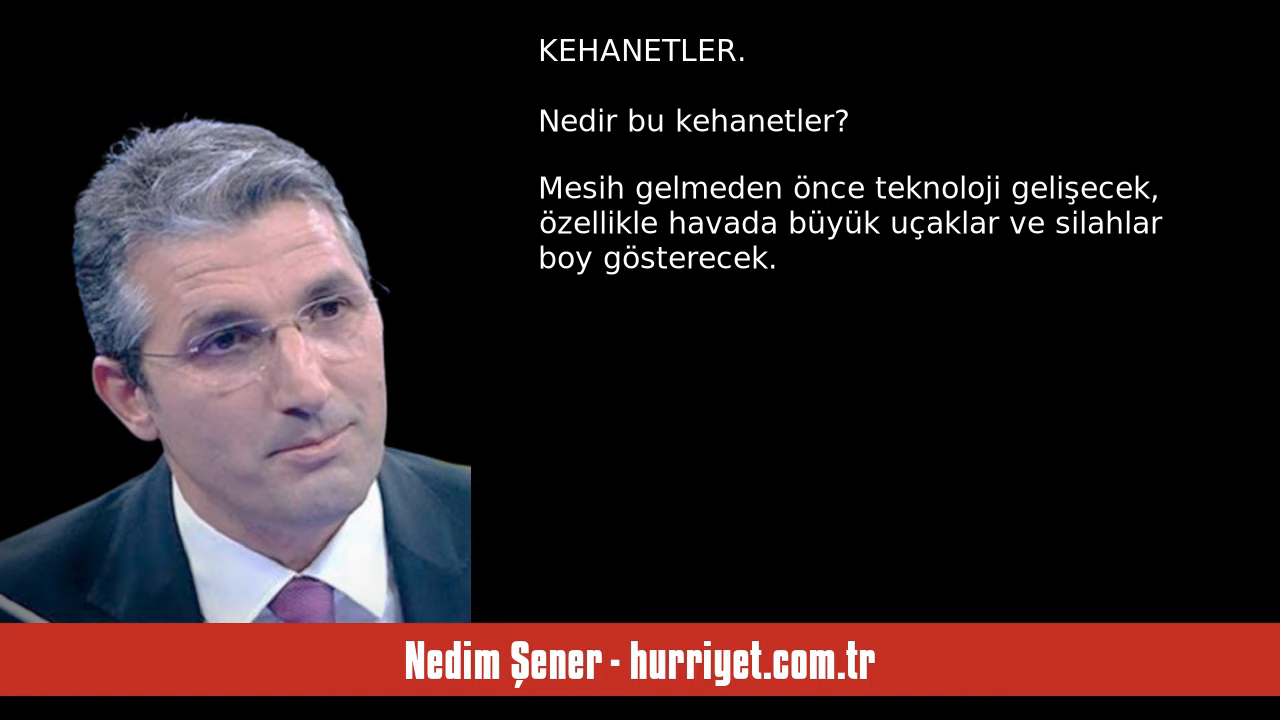 KEHANETLER.
Nedir bu kehanetler?
Mesih gelmeden önce teknoloji gelişecek,
özellikle havada büyük uçaklar ve silahlar
boy gösterecek.
Nedim Şener - hurriyet.com.tr